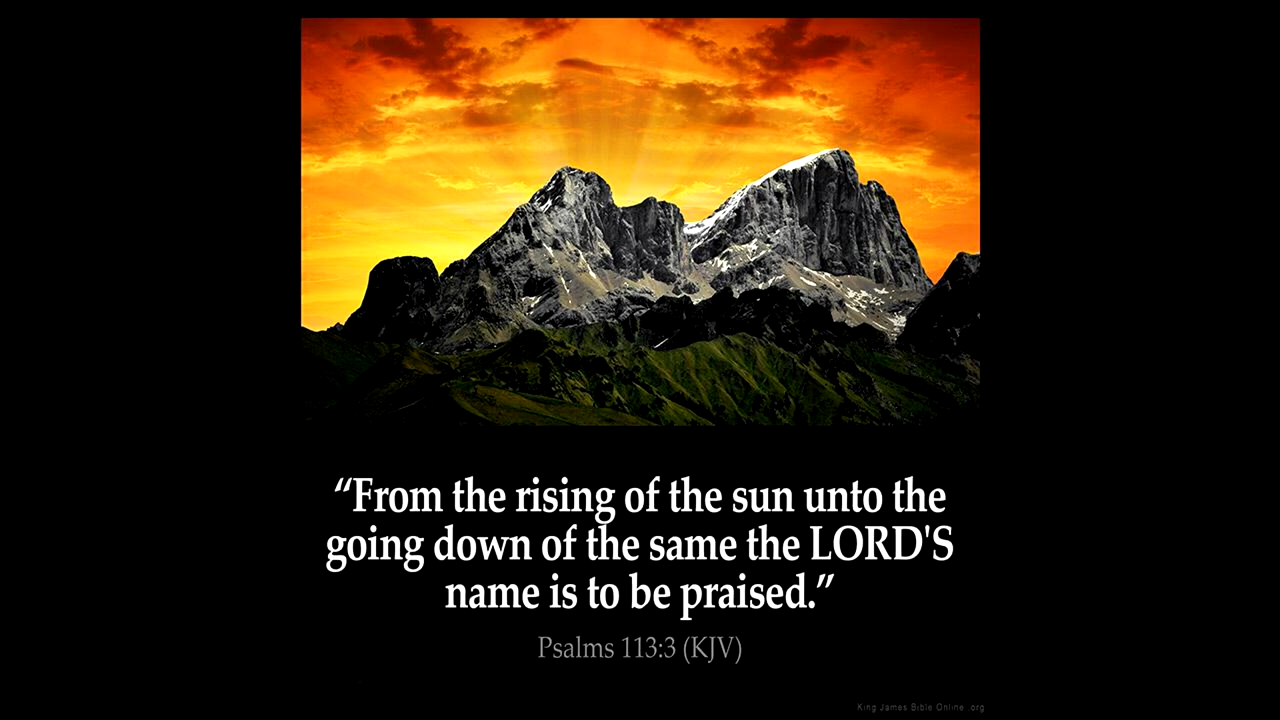 “From the rising of the sun unto the
going down of the same the LORD'S
name is to be praised.”
Psalms 113:3 (KJV)
King James Bible Online .org